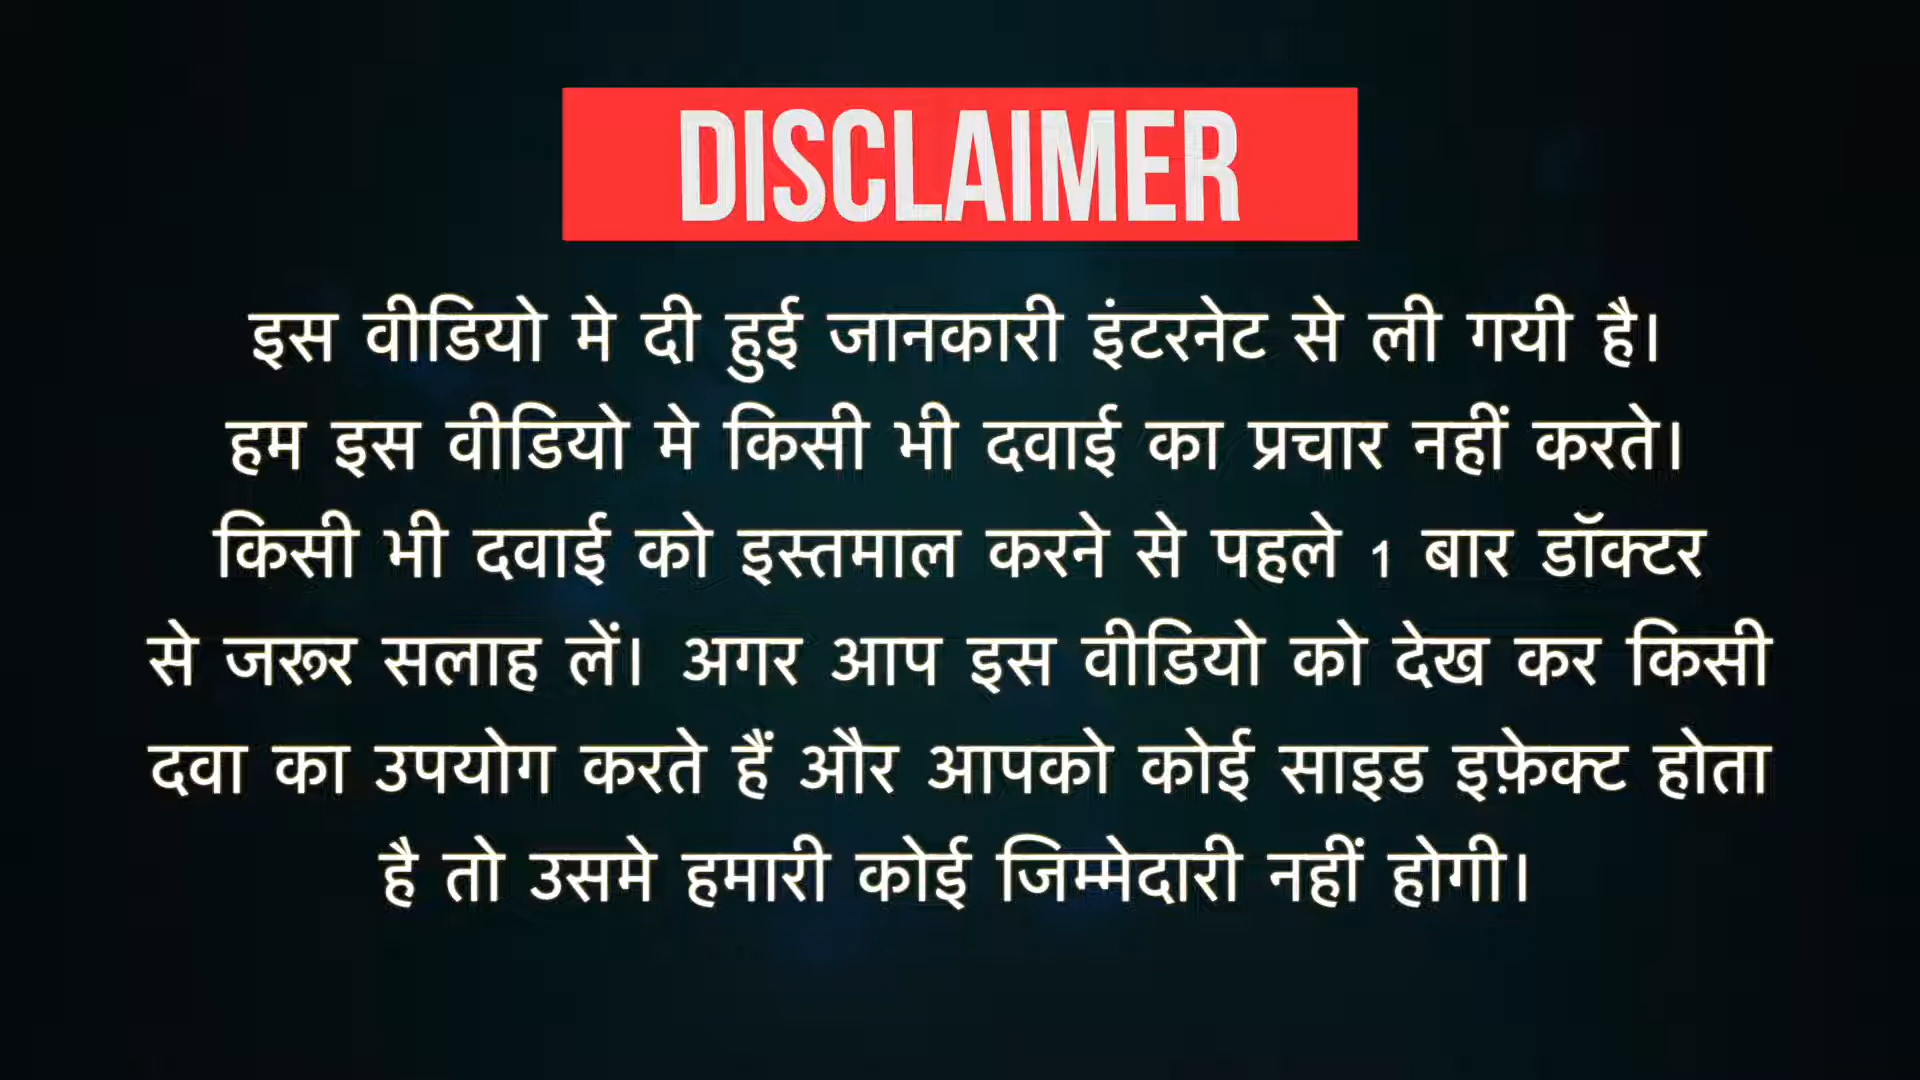 DISCLAIMER
इस वीडियो मे दी हुई जानकारी इंटरनेट से ली गयी है।
हम इस वीडियो मे किसी भी दवाई का प्रचार नहीं करते।
किसी भी दवाई को इस्तमाल करने से पहले 1 बार डॉक्टर
से जरूर सलाह लें। अगर आप इस वीडियो को देख कर किसी
दवा का उपयोग करते हैं और आपको कोई साइड इफ़ेक्ट होता
है तो उसमे हमारी कोई जिम्मेदारी नहीं होगी।